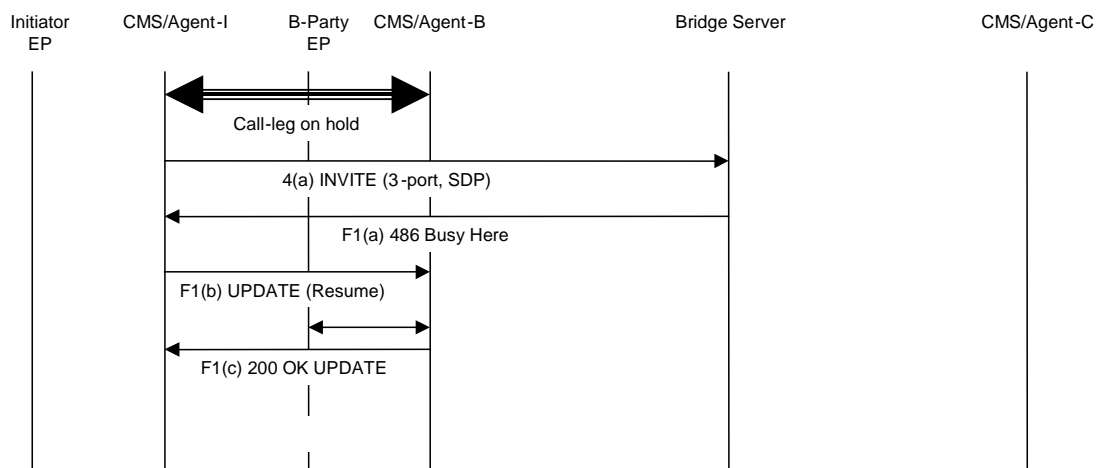 Initiator
EP
CMS/Agent-I
B-Party
EP
CMS/Agent-B
Bridge Server
CMS/Agent-C
Call-leg on hold
4(a) INVITE (3-port, SDP)
F1(a) 486 Busy Here
F1(b) UPDATE (Resume)
F1(c) 200 OK UPDATE